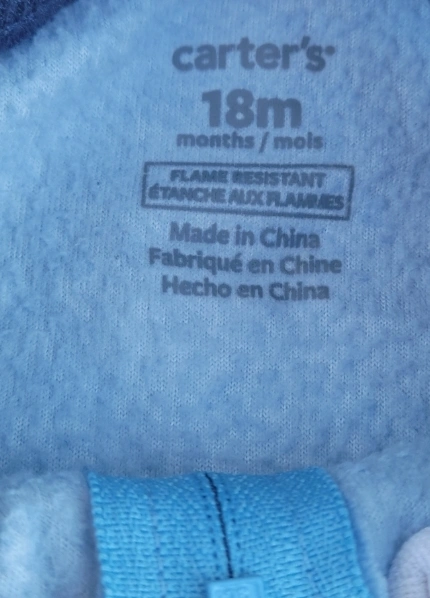 carter's
18m
months / mois
FLAME RESISTANT
ÉTANCHE AUX FLAMMES
Made in China
Fabriqué en Chine
Hecho en China